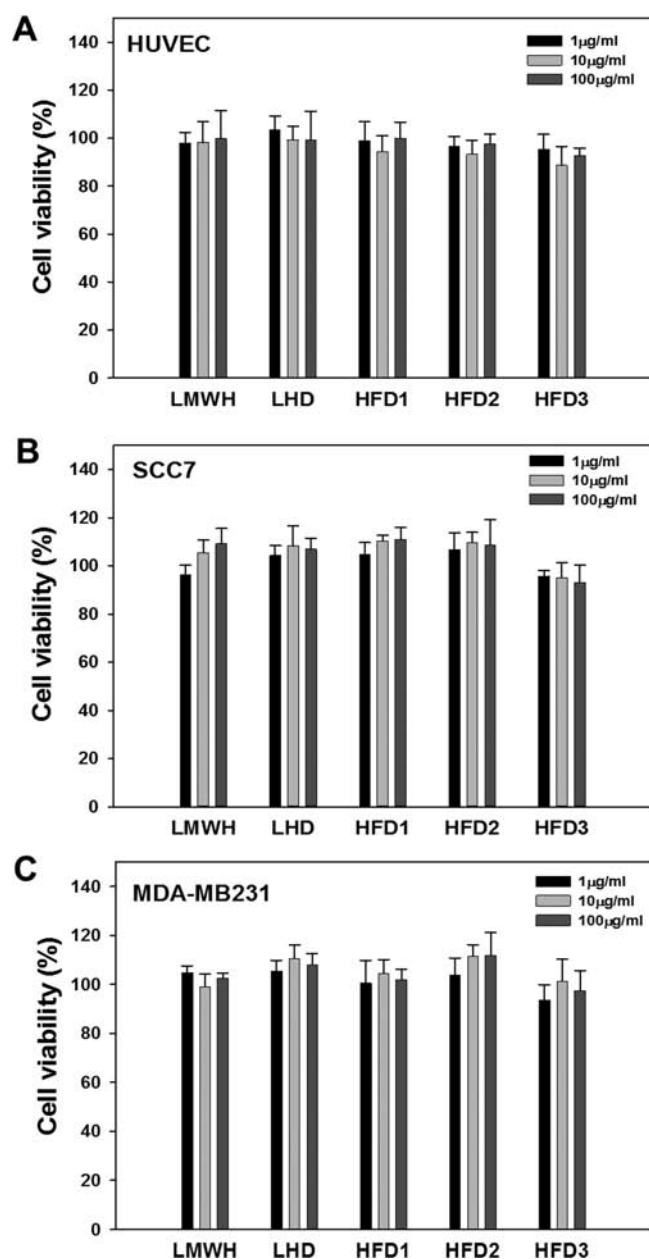 A
HUVEC
1μg/ml
10μg/ml
100μg/ml
Cell viability (%)
140
120
100
80
60
40
20
0
LMWH LHD HFD1 HFD2 HFD3
B
SCC7
1μg/ml
10μg/ml
100μg/ml
Cell viability (%)
140
120
100
80
60
40
20
0
LMWH LHD HFD1 HFD2 HFD3
C
MDA-MB231
1μg/ml
10μg/ml
100μg/ml
Cell viability (%)
140
120
100
80
60
40
20
0
LMWH LHD HFD1 HFD2 HFD3